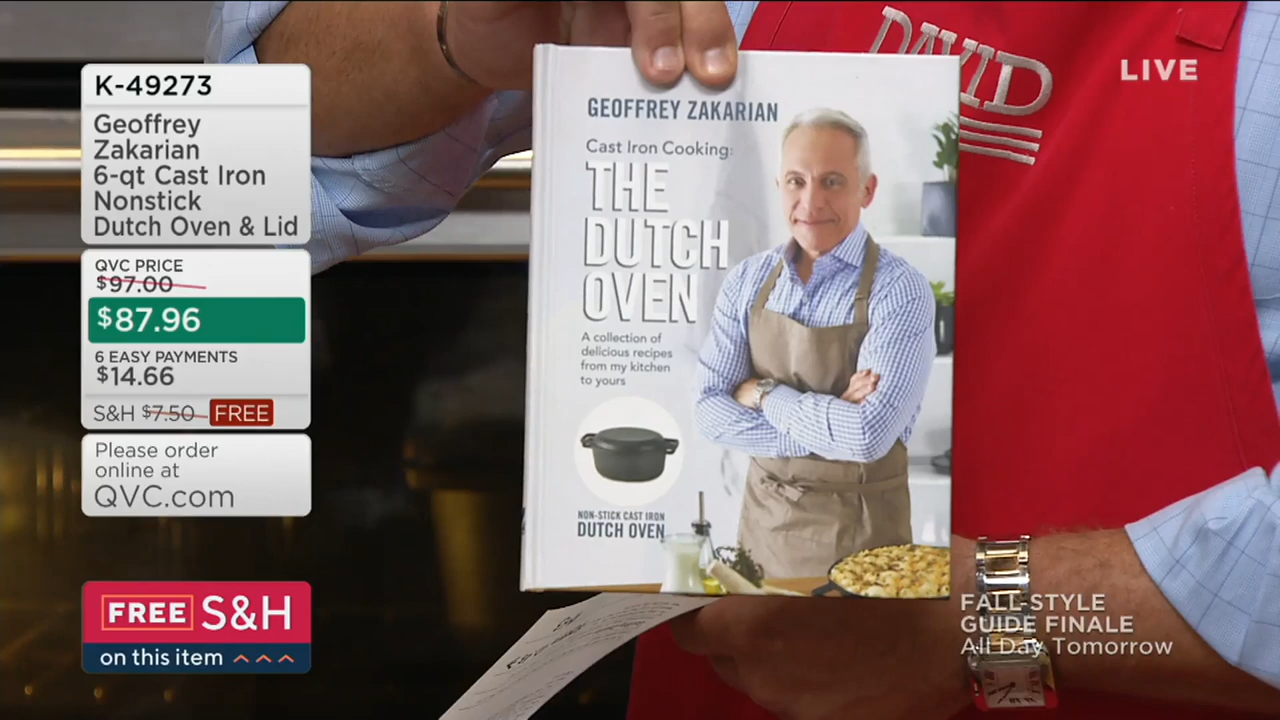 K-49273
Geoffrey
Zakarian
6-qt Cast Iron
Nonstick
Dutch Oven & Lid
QVC PRICE
$97.00
$87.96
6 EASY PAYMENTS
$14.66
S&H $7.50 FREE
Please order
online at
QVC.com
FREE S&H
on this item
DAVID
LIVE
GEOFFREY ZAKARIAN
Cast Iron Cooking:
THE
DUTCH
OVEN
A collection of
delicious recipes
from my kitchen
to yours
NON-STICK CAST IRON
DUTCH OVEN
FALL-STYLE
GUIDE FINALE
All Day Tomorrow